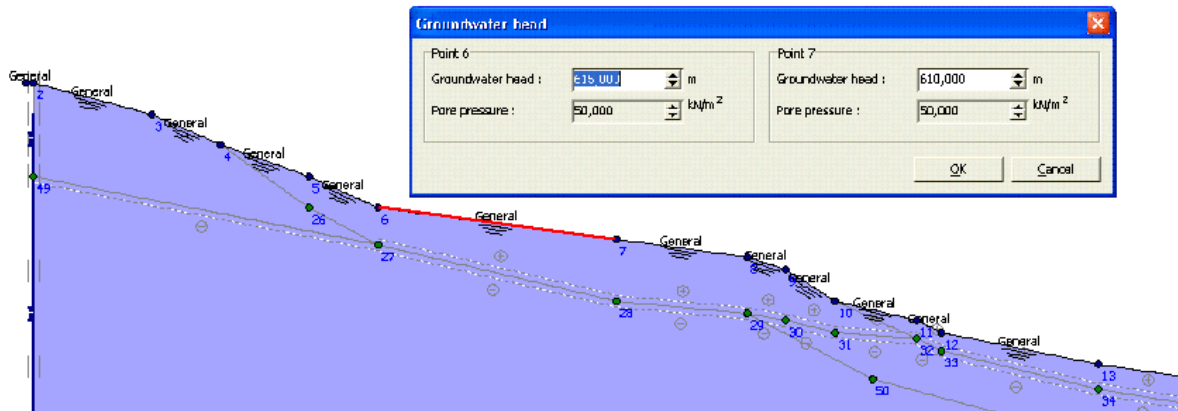 Groundwater head
Point 6
Groundwater head :
615,000
m
Pore pressure :
50,000
kN/m²
Point 7
Groundwater head :
610,000
m
Pore pressure :
50,000
kN/m²
OK
Cancel
General
2
General
3
General
4
General
5
General
6
General
7
General
8
General
9
General
10
General
11
General
12
General
13
49
26
27
28
29
30
31
32
33
34
50